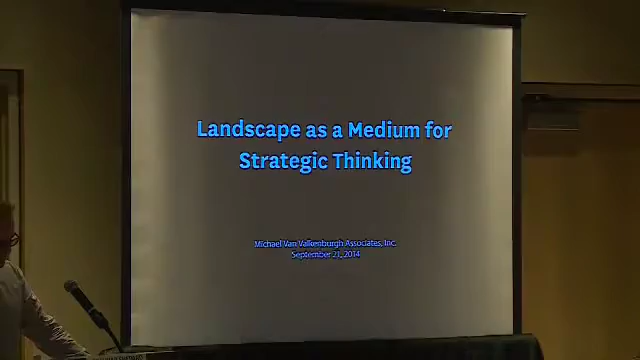 Landscape as a Medium for
Strategic Thinking
Michael Van Valkenburgh Associates, Inc.
September 21, 2014